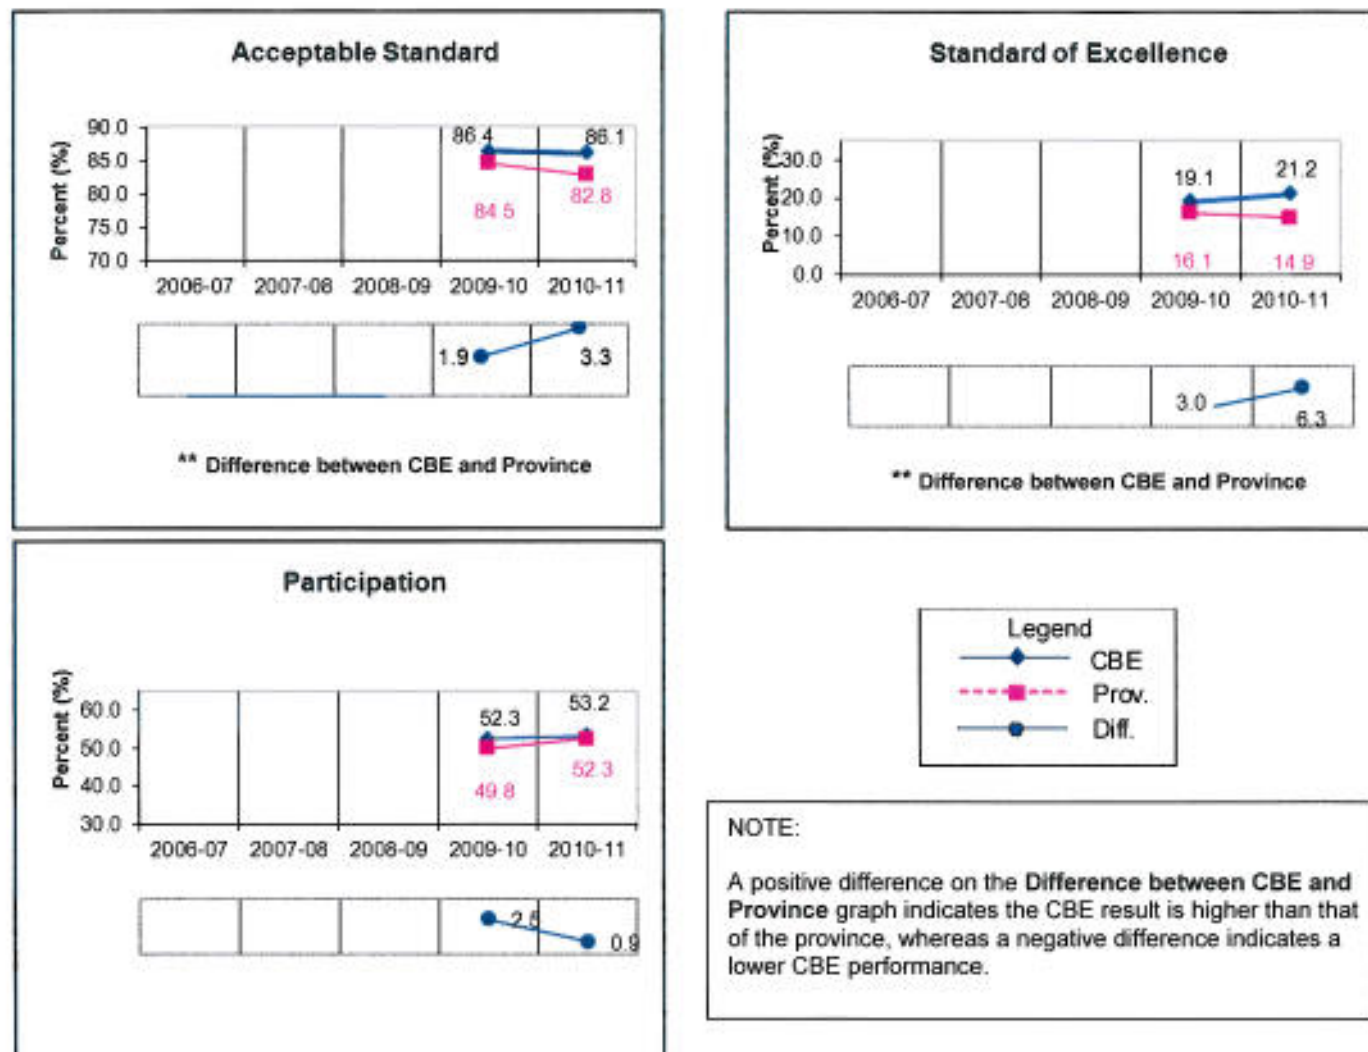 Acceptable Standard
Percent (%)
90.0
85.0
80.0
75.0
70.0
86.4
86.1
84.5
82.8
2006-07 2007-08 2008-09 2009-10 2010-11
1.9
3.3
** Difference between CBE and Province
Standard of Excellence
Percent (%)
30.0
20.0
10.0
0.0
19.1
21.2
16.1
14.9
2006-07 2007-08 2008-09 2009-10 2010-11
3.0
6.3
** Difference between CBE and Province
Participation
Percent (%)
60.0
50.0
40.0
30.0
52.3
53.2
49.8
52.3
2006-07 2007-08 2008-09 2009-10 2010-11
2.5
0.9
Legend
CBE
Prov.
Diff.
NOTE:
A positive difference on the Difference between CBE and
Province graph indicates the CBE result is higher than that
of the province, whereas a negative difference indicates a
lower CBE performance.